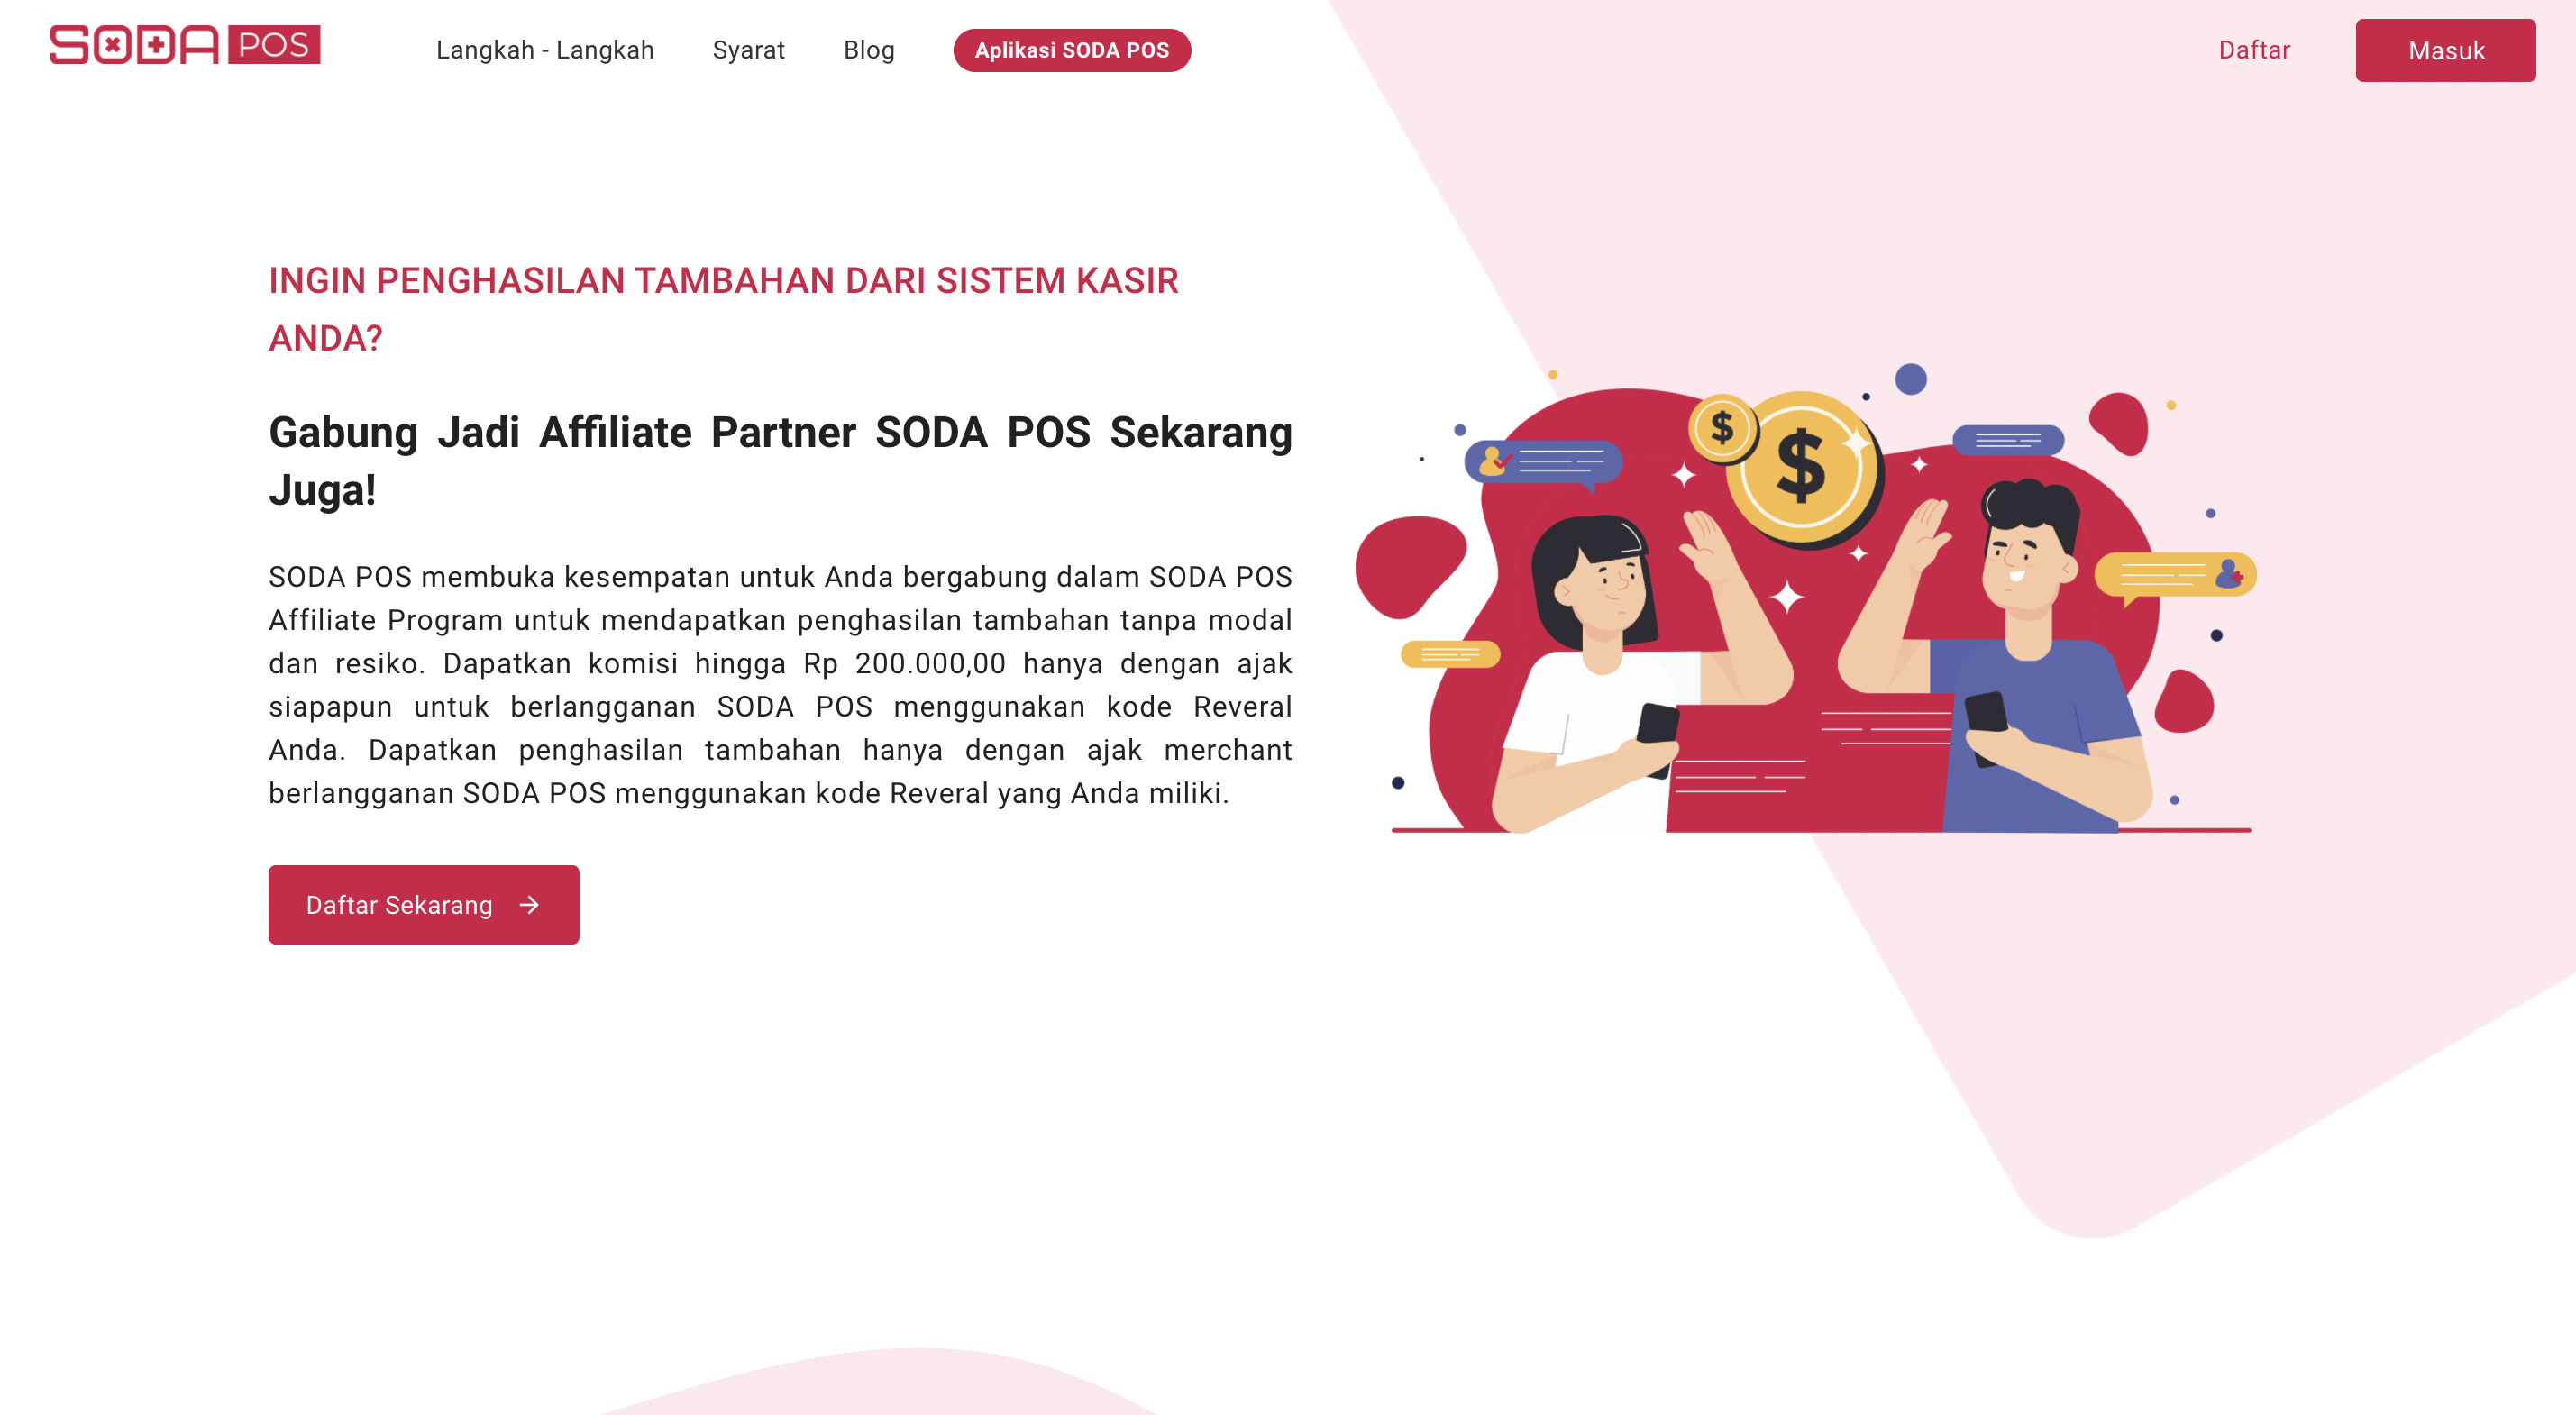 SODA POS
Langkah - Langkah
Syarat
Blog
Aplikasi SODA POS
Daftar
Masuk
INGIN PENGHASILAN TAMBAHAN DARI SISTEM KASIR
ANDA?
Gabung Jadi Affiliate Partner SODA POS Sekarang
Juga!
SODA POS membuka kesempatan untuk Anda bergabung dalam SODA POS
Affiliate Program untuk mendapatkan penghasilan tambahan tanpa modal
dan resiko. Dapatkan komisi hingga Rp 200.000,00 hanya dengan ajak
siapapun untuk berlangganan SODA POS menggunakan kode Reveral
Anda. Dapatkan penghasilan tambahan hanya dengan ajak merchant
berlangganan SODA POS menggunakan kode Reveral yang Anda miliki.
Daftar Sekarang →
$
$